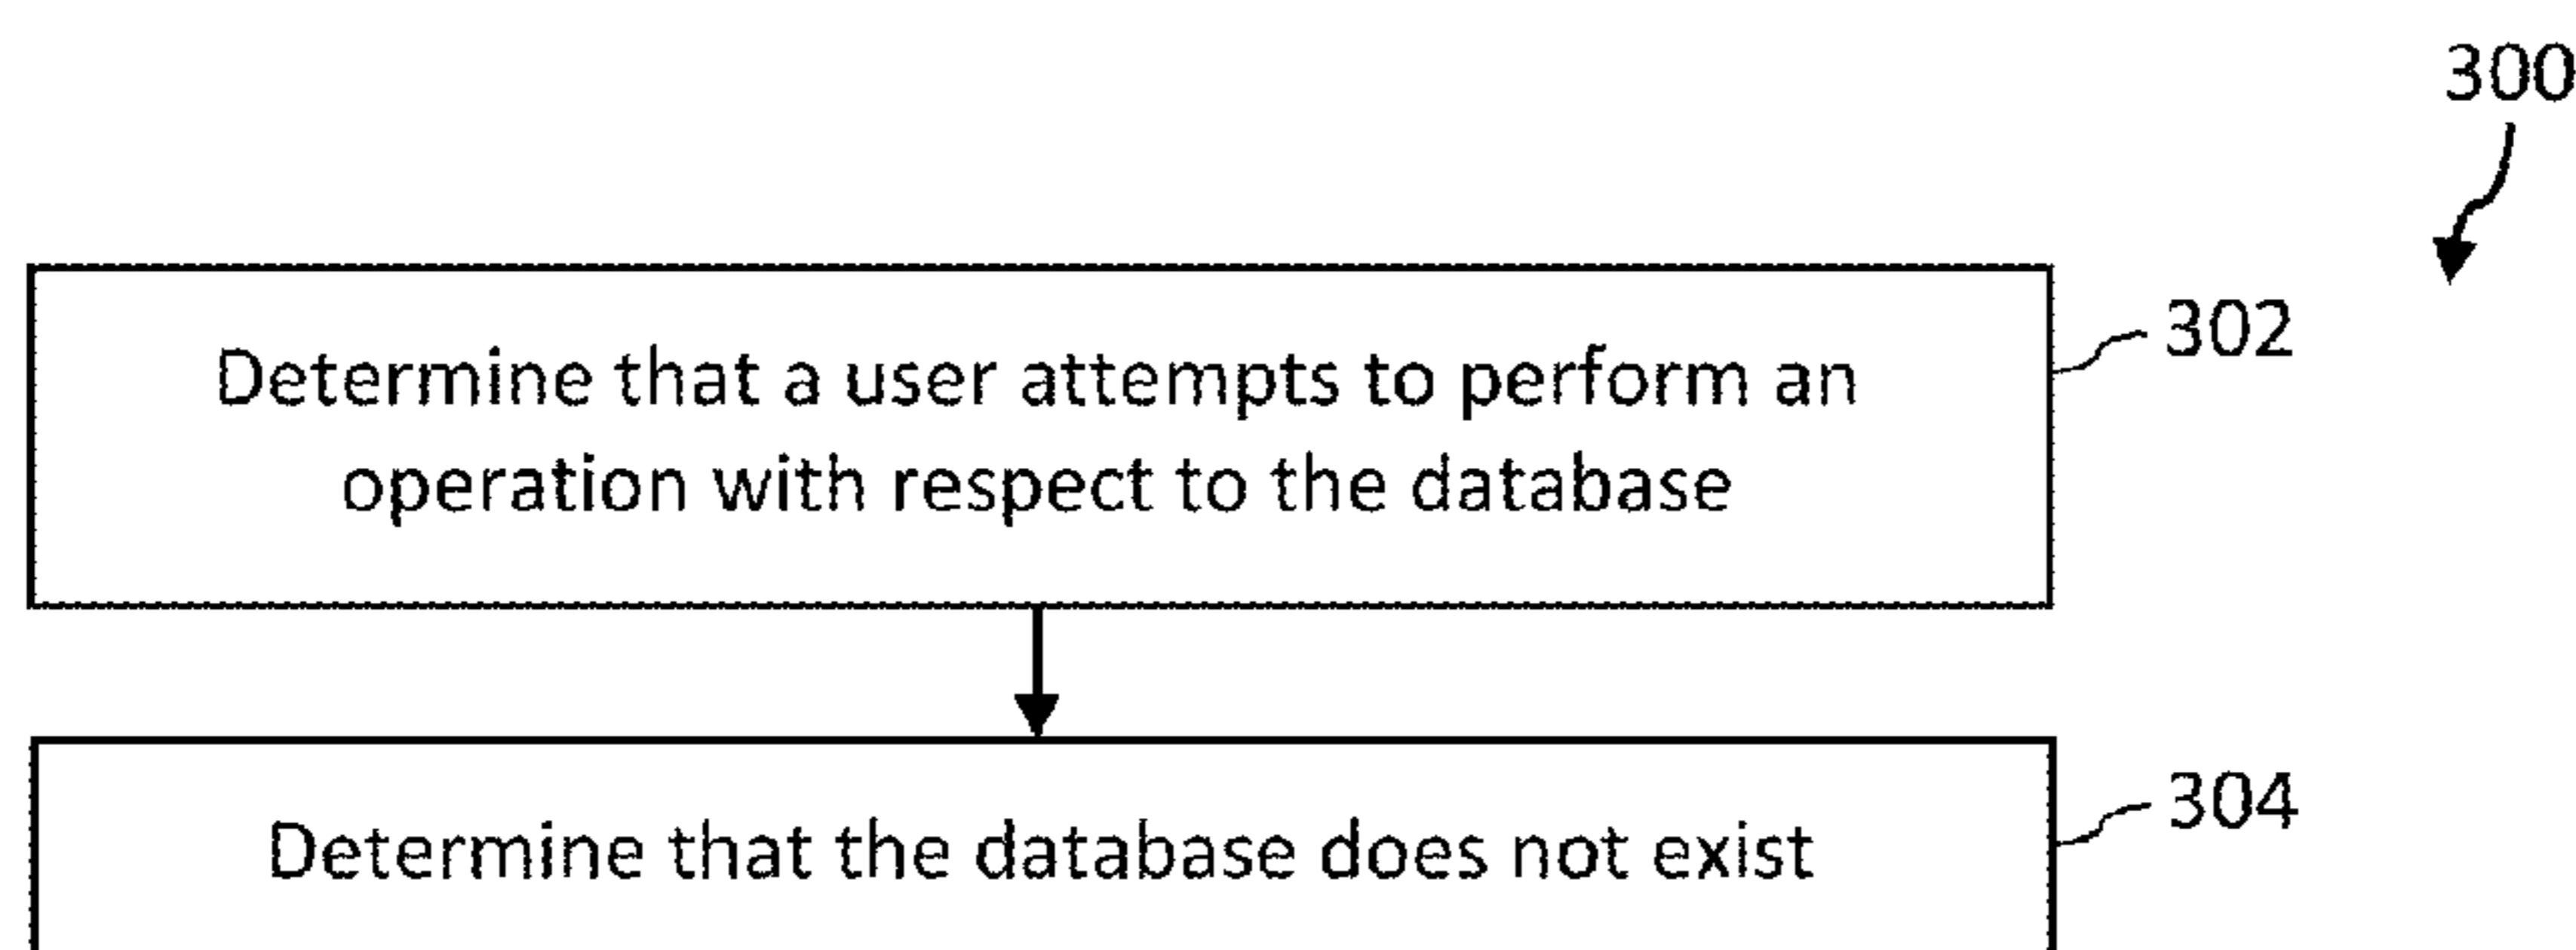 300
302
Determine that a user attempts to perform an
operation with respect to the database
304
Determine that the database does not exist